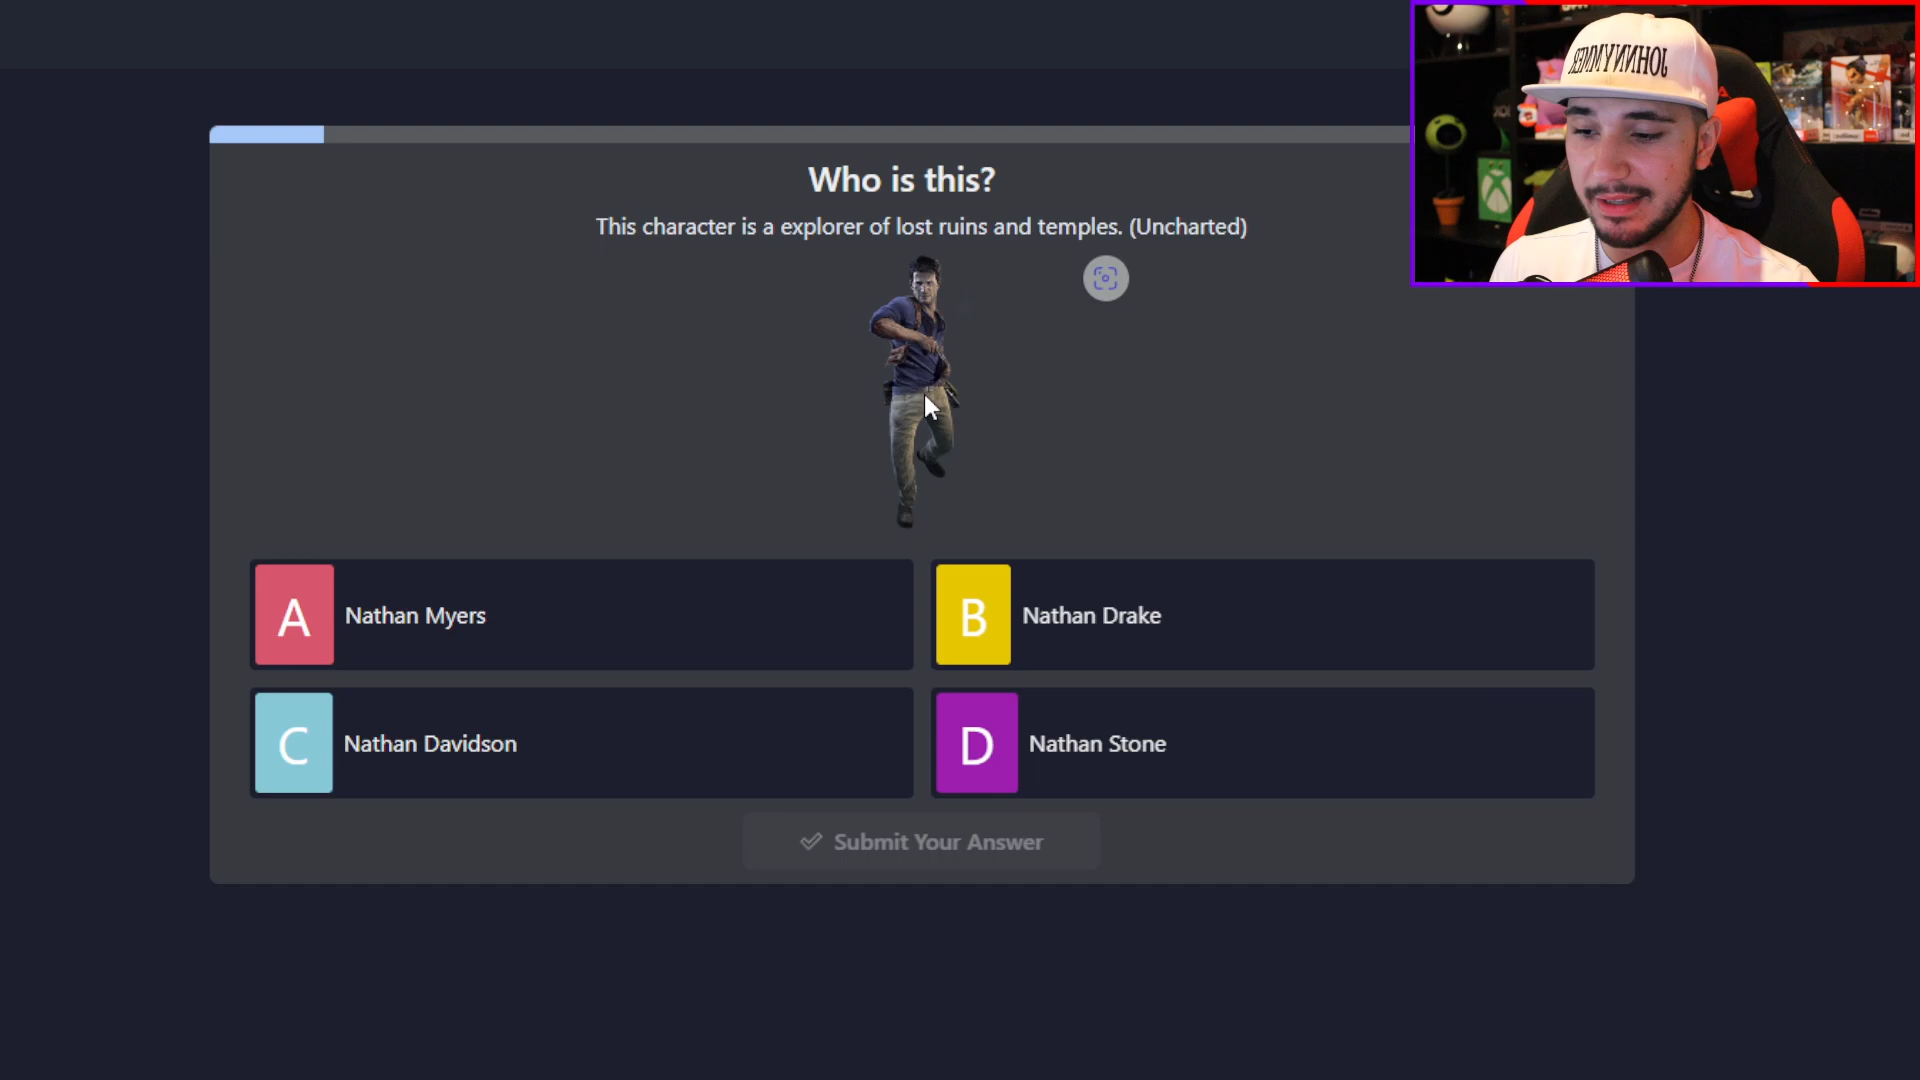 JOHNNYMNER
Who is this?
This character is a explorer of lost ruins and temples. (Uncharted)
A Nathan Myers
B Nathan Drake
C Nathan Davidson
D Nathan Stone
Submit Your Answer